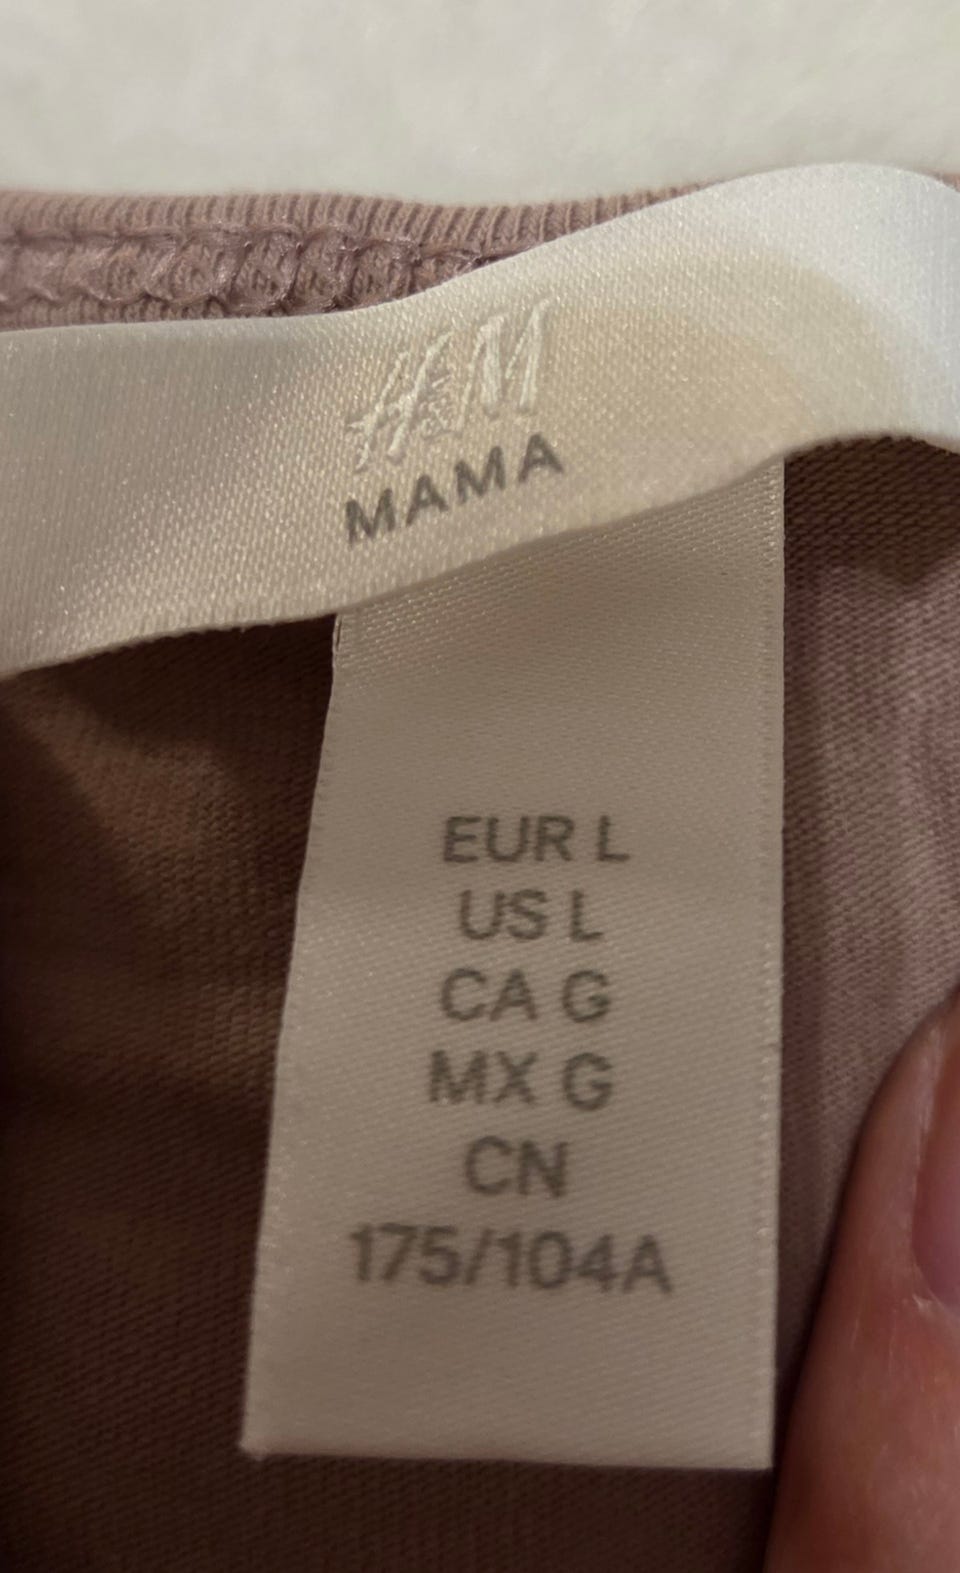 H&M
MAMA
EUR L
US L
CA G
MX G
CN
175/104A